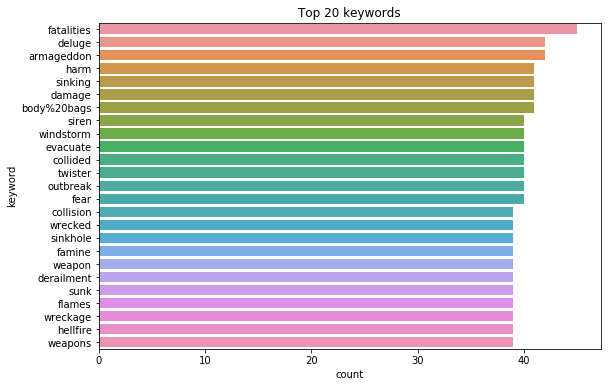 Top 20 keywords
fatalities
deluge
armageddon
harm
sinking
damage
body%20bags
siren
windstorm
evacuate
collided
twister
outbreak
fear
collision
wrecked
sinkhole
famine
weapon
derailment
sunk
flames
wreckage
hellfire
weapons
keyword
0 10 20 30 40
count